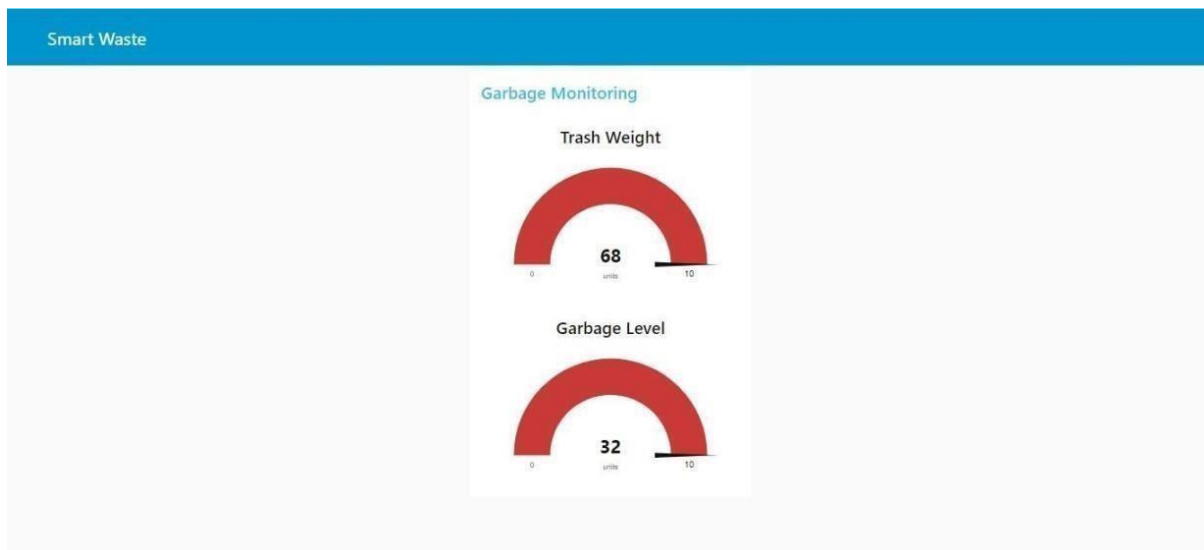 Smart Waste
Garbage Monitoring
Trash Weight
68
0 units 10
Garbage Level
32
0 units 10